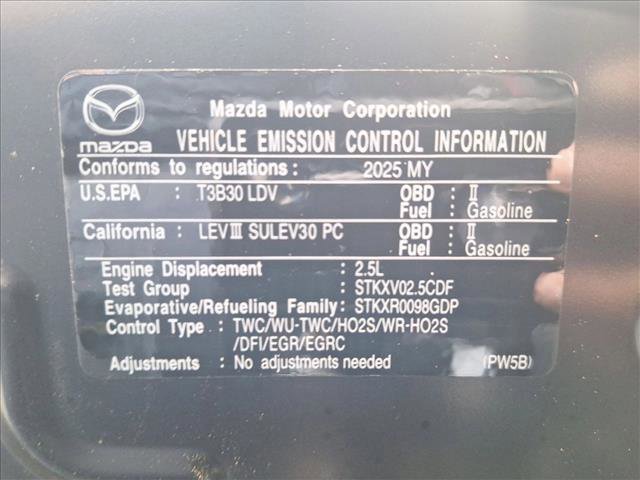 Mazda Motor Corporation
mazda VEHICLE EMISSION CONTROL INFORMATION
Conforms to regulations : 2025 MY
U.S.EPA : T3B30 LDV OBD : II
Fuel : Gasoline
California : LEVIII SULEV30 PC OBD : II
Fuel : Gasoline
Engine Displacement : 2.5L
Test Group : STKXV02.5CDF
Evaporative/Refueling Family: STKXR0098GDP
Control Type : TWC/WU-TWC/HO2S/WR-HO2S
/DFI/EGR/EGRC
Adjustments : No adjustments needed (PW5B)